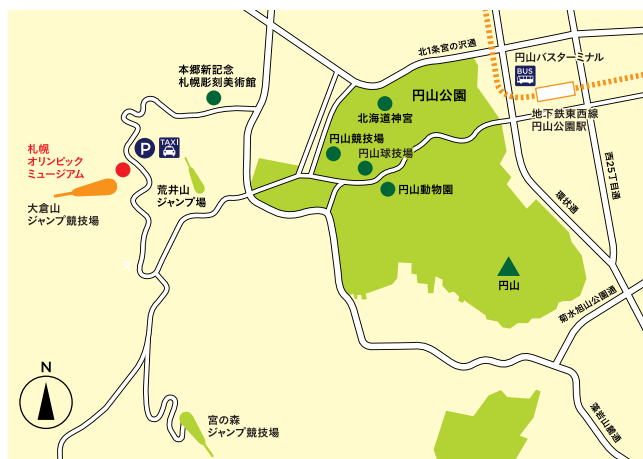 北1条宮の沢通
円山バスターミナル
BUS
本郷新記念
札幌彫刻美術館
円山公園
北海道神宮
地下鉄東西線
円山公園駅
円山競技場
円山球技場
P
TAXI
札幌
オリンピック
ミュージアム
荒井山
ジャンプ場
円山動物園
西25丁目通
環状通
大倉山
ジャンプ競技場
円山
菊水旭山公園通
N
宮の森
ジャンプ競技場
藻岩山麓通